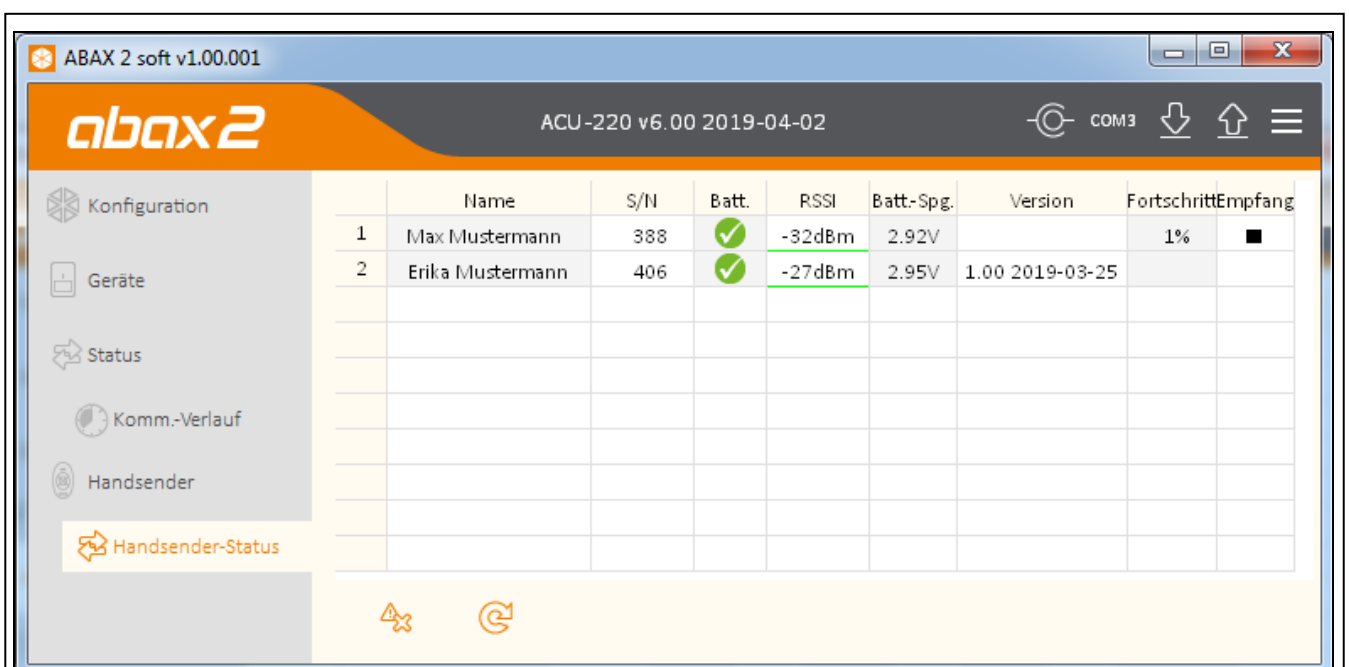 ABAX 2 soft v1.00.001
abax2
ACU-220 v6.00 2019-04-02
COM3
Konfiguration
Geräte
Status
Komm.-Verlauf
Handsender
Handsender-Status
Name S/N Batt. RSSI Batt.-Spg. Version Fortschritt Empfang
1 Max Mustermann 388 -32dBm 2.92V 1%
2 Erika Mustermann 406 -27dBm 2.95V 1.00 2019-03-25